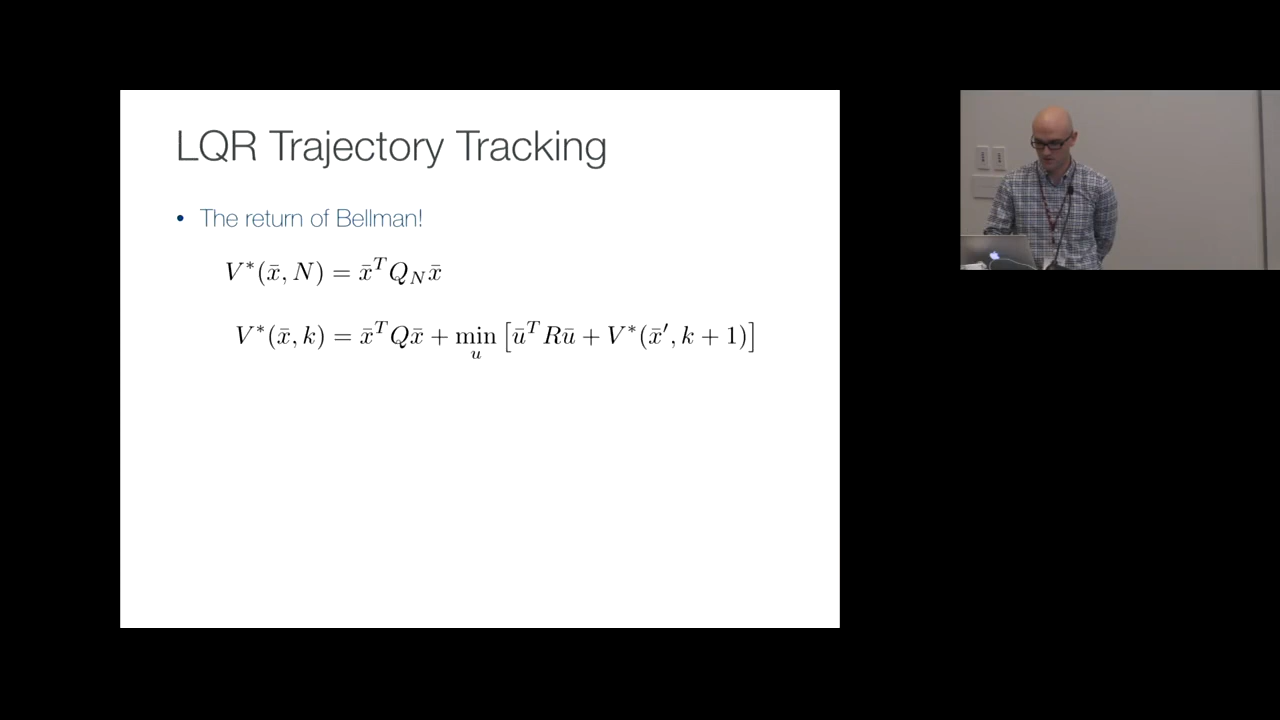 LQR Trajectory Tracking
• The return of Bellman!
V*(x̄, N) = x̄ᵀQ_N x̄
V*(x̄, k) = x̄ᵀQx̄ + min_u [ūᵀRū + V*(x̄′, k + 1)]